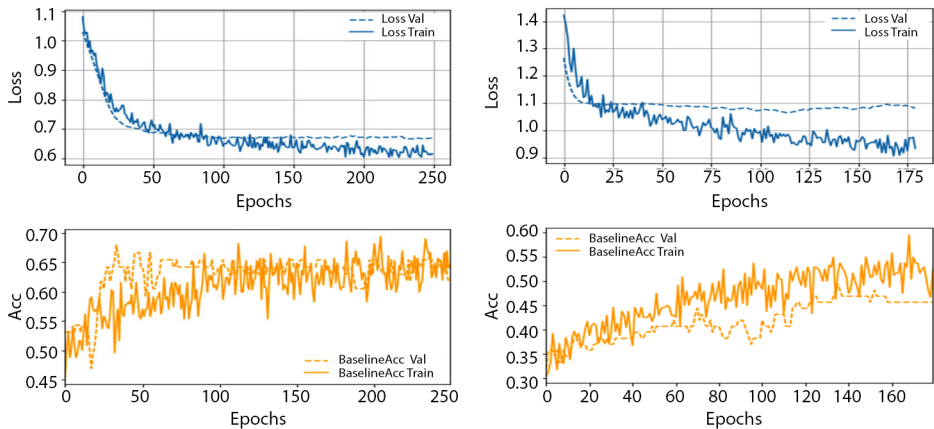 1.1
1.0
0.9
0.8
0.7
0.6
Loss
Loss Val
Loss Train
0 50 100 150 200 250
Epochs
1.4
1.3
1.2
1.1
1.0
0.9
Loss
Loss Val
Loss Train
0 25 50 75 100 125 150 175
Epochs
0.70
0.65
0.60
0.55
0.50
0.45
Acc
BaselineAcc Val
BaselineAcc Train
0 50 100 150 200 250
Epochs
0.60
0.55
0.50
0.45
0.40
0.35
0.30
Acc
BaselineAcc Val
BaselineAcc Train
0 20 40 60 80 100 120 140 160
Epochs